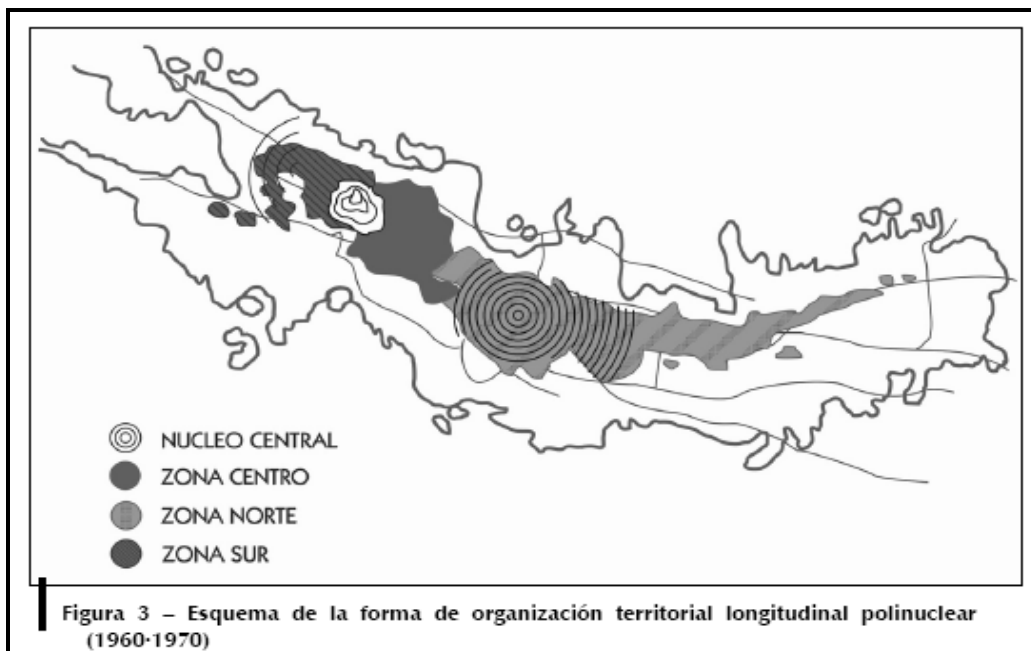 NUCLEO CENTRAL
ZONA CENTRO
ZONA NORTE
ZONA SUR
Figura 3 – Esquema de la forma de organización territorial longitudinal polinuclear
(1960·1970)